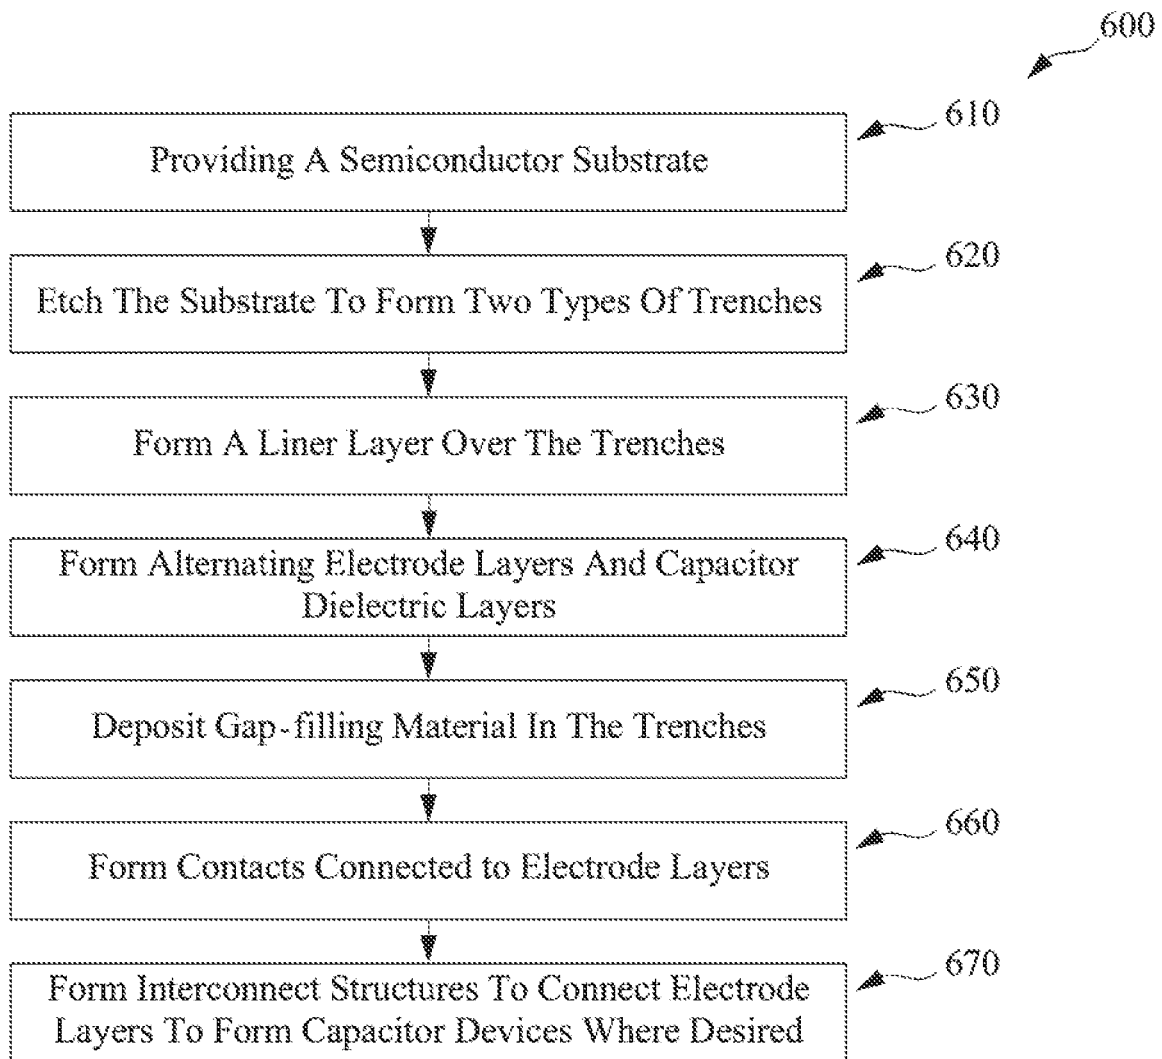 600
610
Providing A Semiconductor Substrate
620
Etch The Substrate To Form Two Types Of Trenches
630
Form A Liner Layer Over The Trenches
640
Form Alternating Electrode Layers And Capacitor
Dielectric Layers
650
Deposit Gap-filling Material In The Trenches
660
Form Contacts Connected to Electrode Layers
670
Form Interconnect Structures To Connect Electrode
Layers To Form Capacitor Devices Where Desired